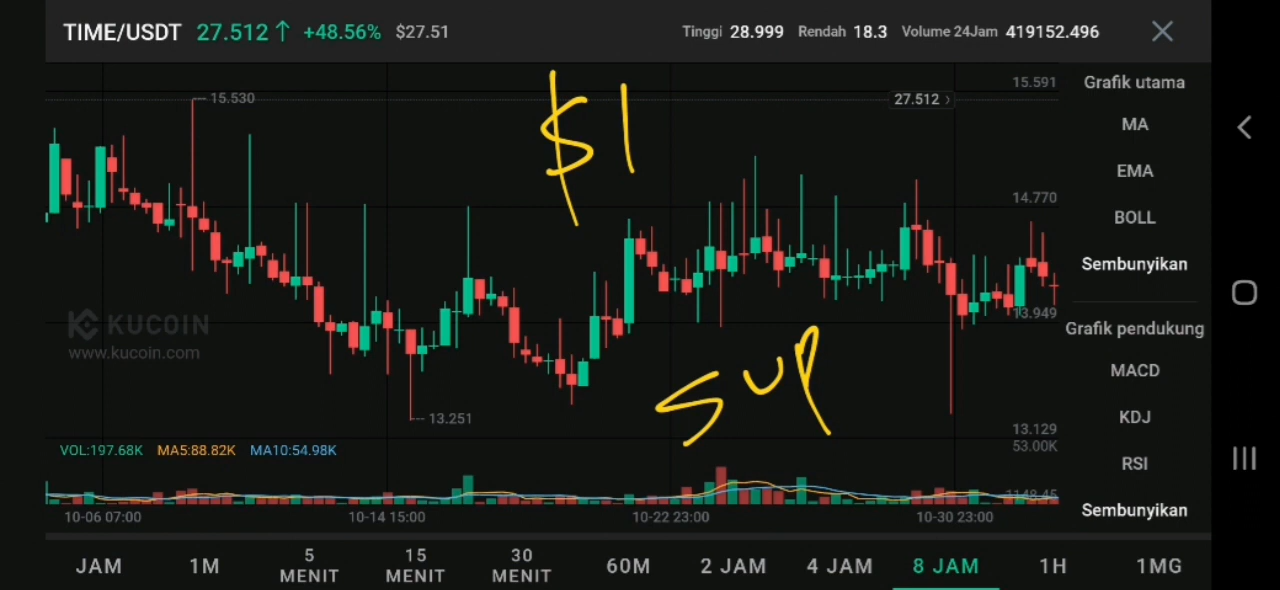 TIME/USDT 27.512↑ +48.56% $27.51 Tinggi 28.999 Rendah 18.3 Volume 24Jam 419152.496
15.591
15.530
27.512
$1
14.770
13.949
KUCOIN
www.kucoin.com
sup
13.251
13.129
VOL:197.68K MA5:88.82K MA10:54.98K
53.00K
1148.45
10-06 07:00 10-14 15:00 10-22 23:00 10-30 23:00
Grafik utama
MA
EMA
BOLL
Sembunyikan
Grafik pendukung
MACD
KDJ
RSI
Sembunyikan
JAM 1M 5 MENIT 15 MENIT 30 MENIT 60M 2 JAM 4 JAM 8 JAM 1H 1MG